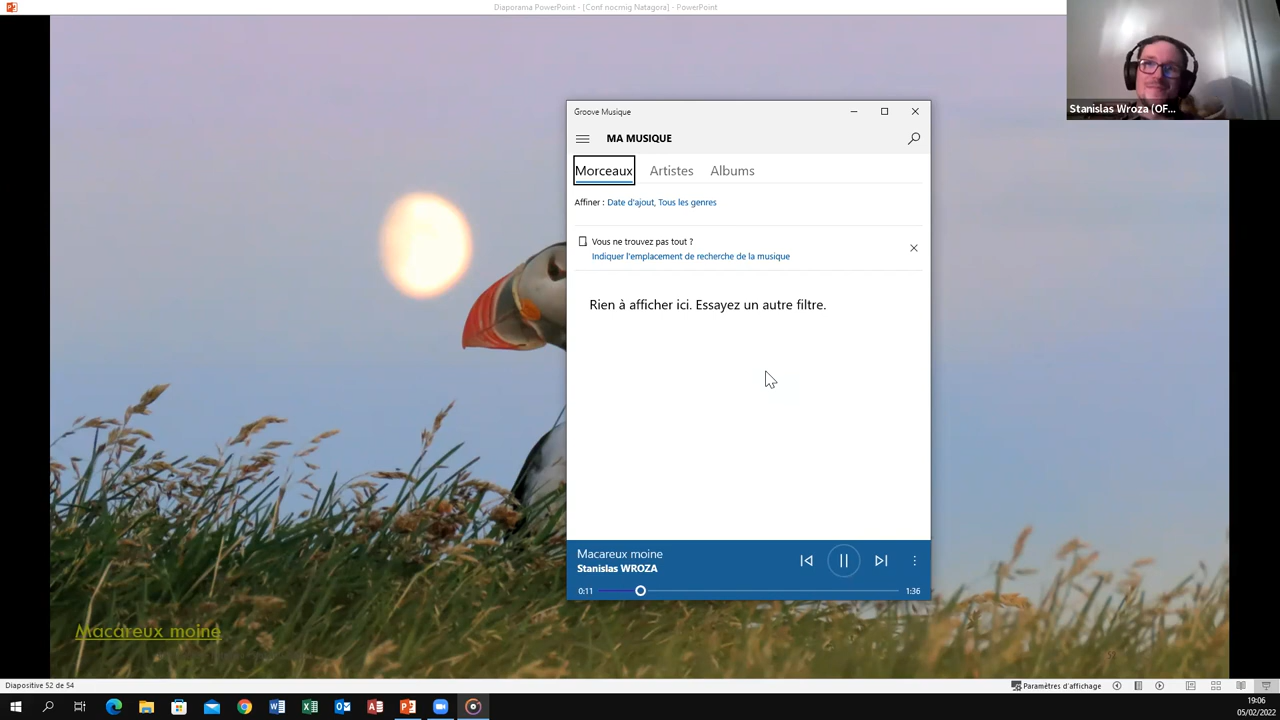 Diaporama PowerPoint - [Conf nocmig Natagora] - PowerPoint
Stanislas Wroza (OF...
Groove Musique
MA MUSIQUE
Morceaux Artistes Albums
Affiner : Date d'ajout, Tous les genres
Vous ne trouvez pas tout ?
Indiquer l'emplacement de recherche de la musique
Rien à afficher ici. Essayez un autre filtre.
Macareux moine
Stanislas WROZA
0:11 1:36
Macareux moine
Diapositive 52 de 54
Paramètres d'affichage
19:06
05/02/2022